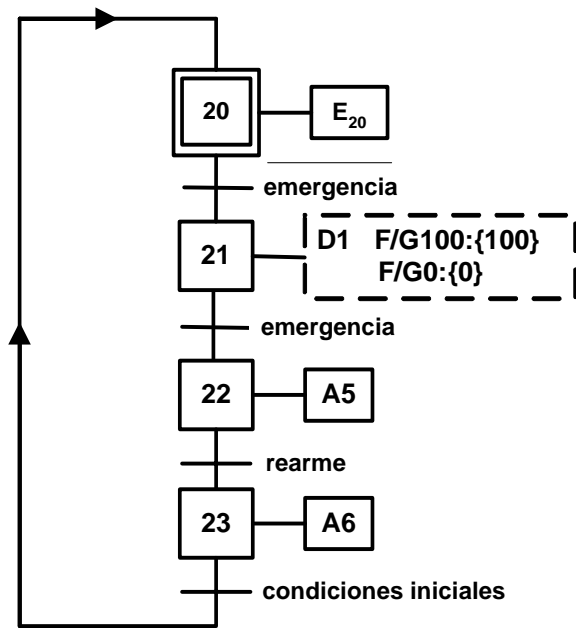 20
E20
emergencia
21
D1 F/G100:{100}
F/G0:{0}
emergencia
22
A5
rearme
23
A6
condiciones iniciales